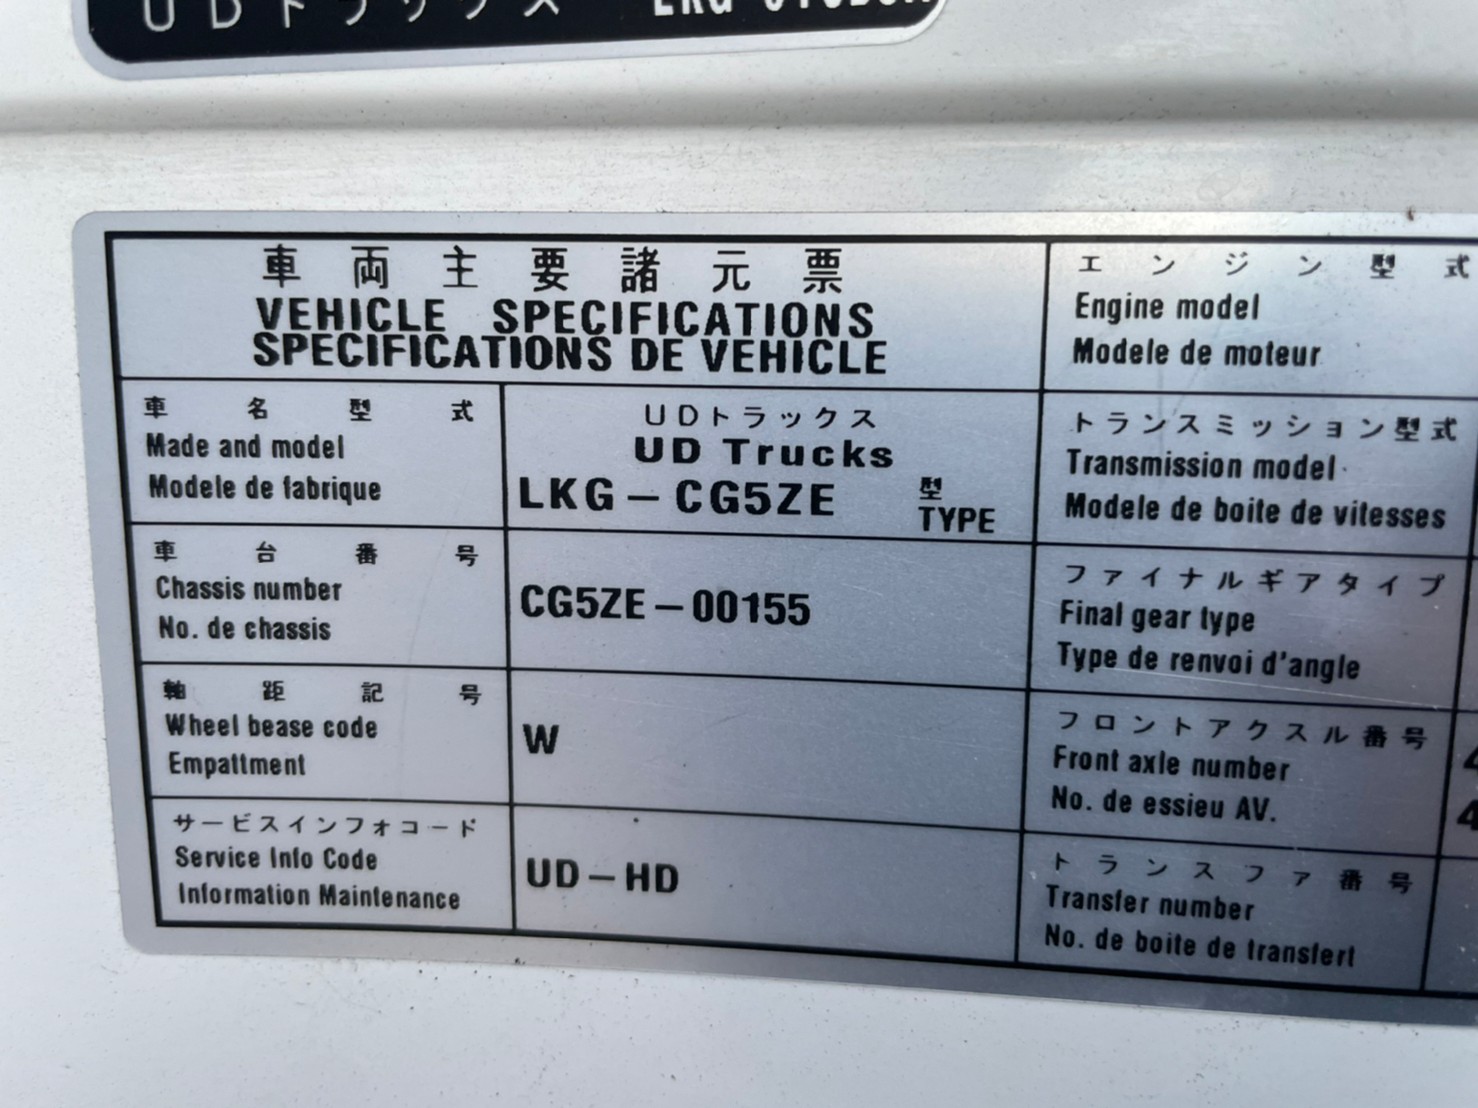 UDトラックス
車両主要諸元票
VEHICLE SPECIFICATIONS
SPECIFICATIONS DE VEHICLE
車名型式
Made and model
Modele de fabrique
UDトラックス
UD Trucks
LKG-CG5ZE 型 TYPE
車台番号
Chassis number
No. de chassis
CG5ZE-00155
軸距記号
Wheel bease code
Empattment
W
サービスインフォコード
Service Info Code
Information Maintenance
UD-HD
エンジン型式
Engine model
Modele de moteur
トランスミッション型式
Transmission model
Modele de boite de vitesses
ファイナルギアタイプ
Final gear type
Type de renvoi d'angle
フロントアクスル番号
Front axle number
No. de essieu AV.
トランスファ番号
Transfer number
No. de boite de transfert